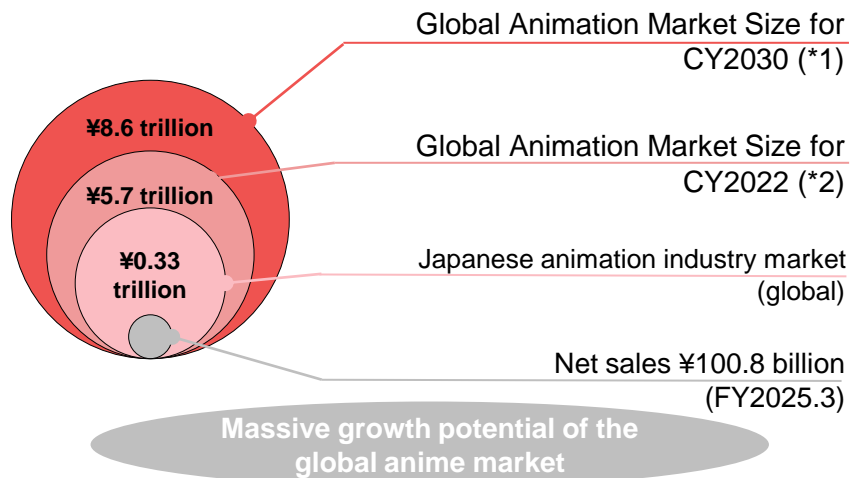 Global Animation Market Size for
CY2030 (*1)
¥8.6 trillion
Global Animation Market Size for
CY2022 (*2)
¥5.7 trillion
Japanese animation industry market
(global)
¥0.33
trillion
Net sales ¥100.8 billion
(FY2025.3)
Massive growth potential of the
global anime market